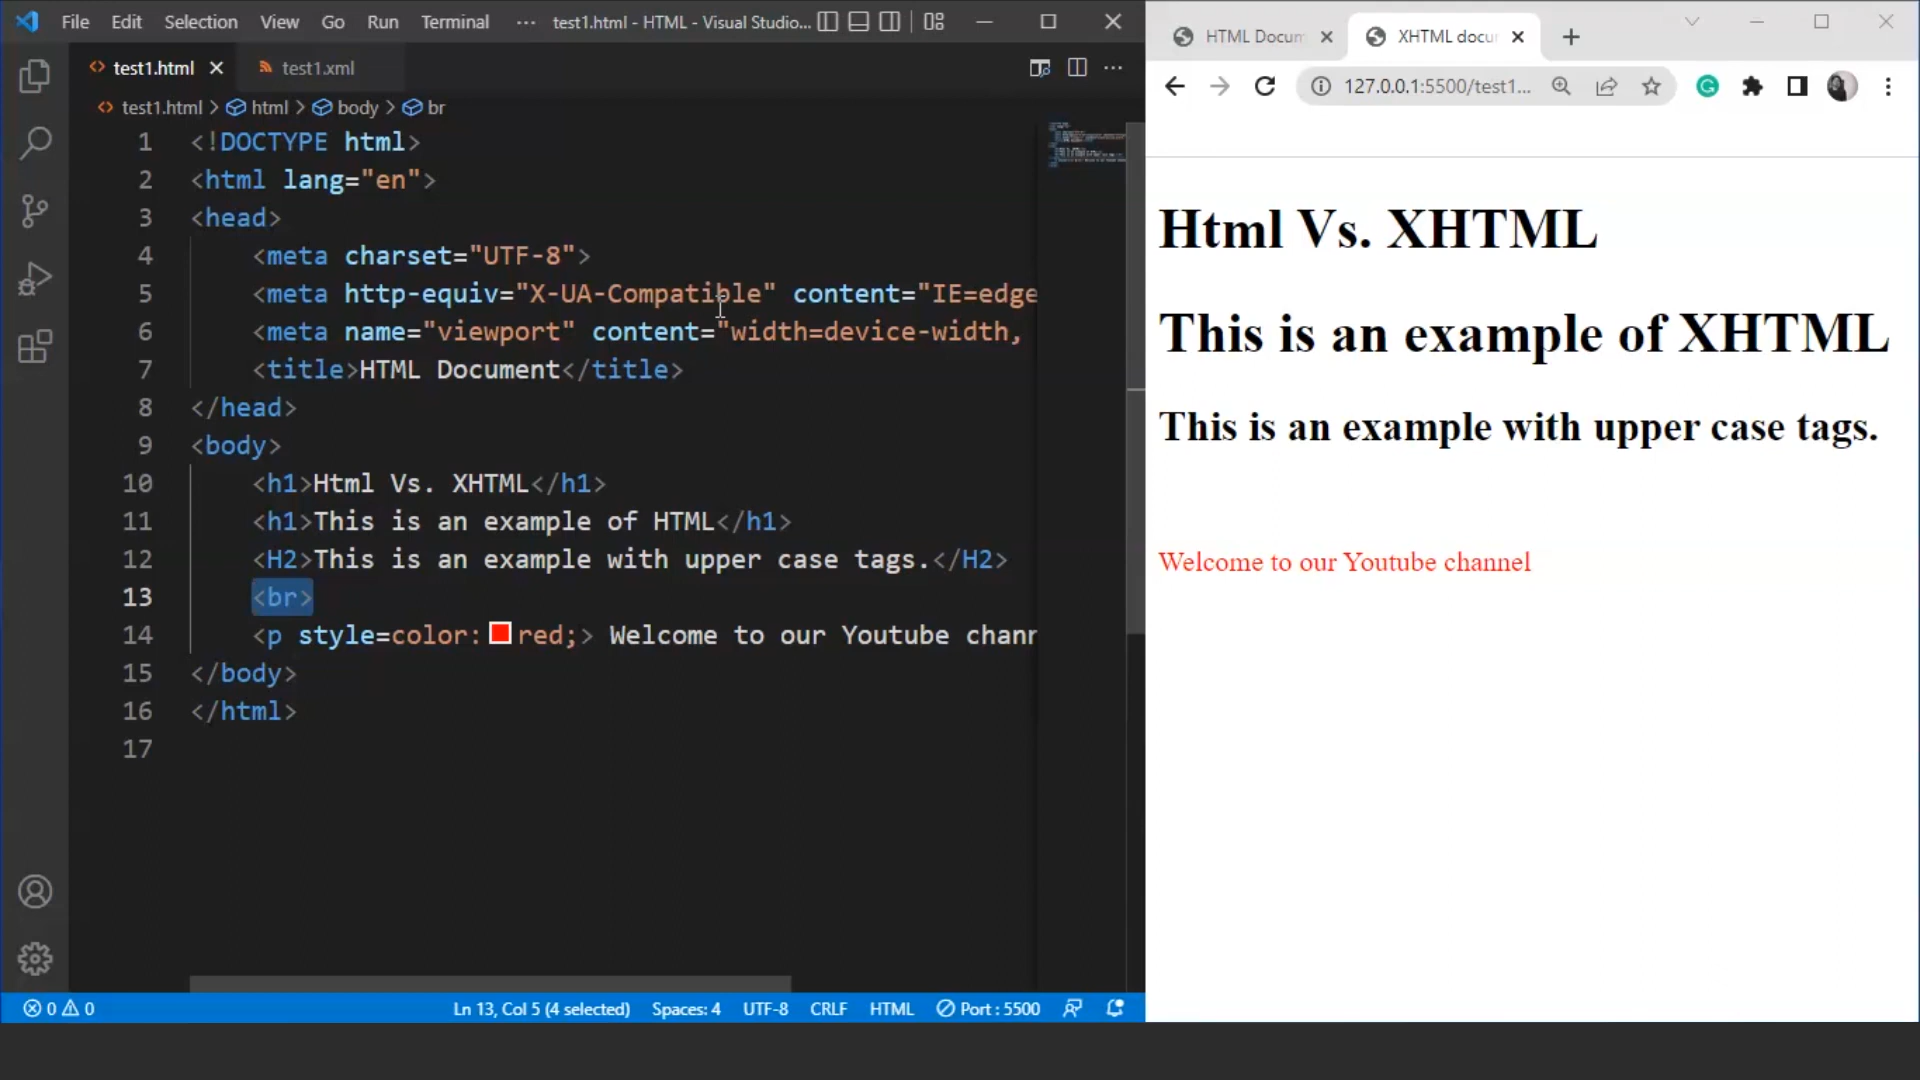 File Edit Selection View Go Run Terminal ··· test1.html - HTML - Visual Studio...
test1.html test1.xml
test1.html > html > body > br
1 <!DOCTYPE html>
2 <html lang="en">
3 <head>
4 <meta charset="UTF-8">
5 <meta http-equiv="X-UA-Compatible" content="IE=edge
6 <meta name="viewport" content="width=device-width,
7 <title>HTML Document</title>
8 </head>
9 <body>
10 <h1>Html Vs. XHTML</h1>
11 <h1>This is an example of HTML</h1>
12 <H2>This is an example with upper case tags.</H2>
13 <br>
14 <p style=color: red;> Welcome to our Youtube chann
15 </body>
16 </html>
17
0 0 Ln 13, Col 5 (4 selected) Spaces: 4 UTF-8 CRLF HTML Port : 5500
HTML Docum XHTML docu
127.0.0.1:5500/test1...
Html Vs. XHTML
This is an example of XHTML
This is an example with upper case tags.
Welcome to our Youtube channel